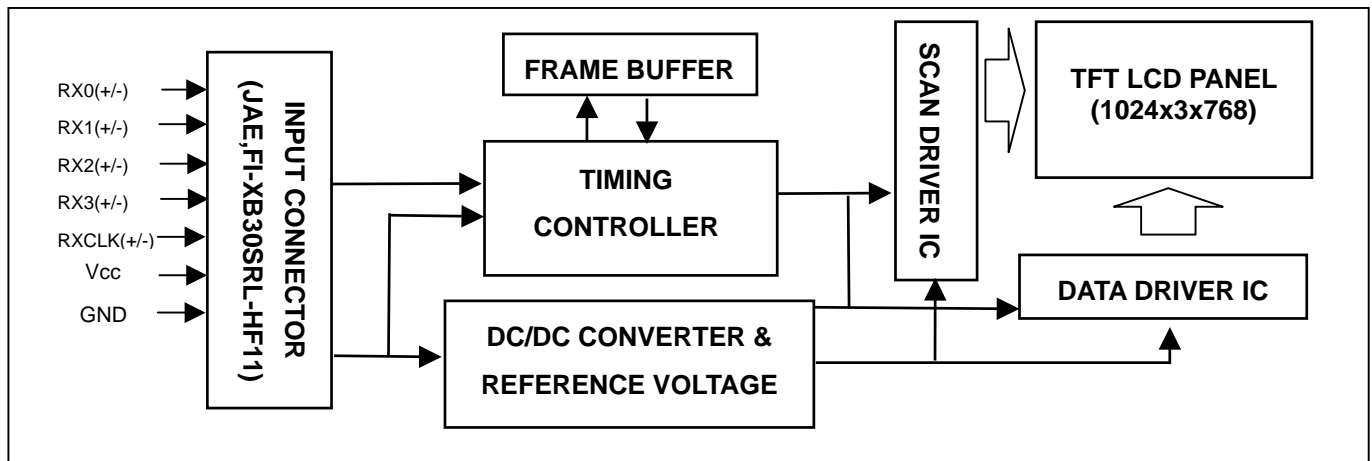 RX0(+/-)
RX1(+/-)
RX2(+/-)
RX3(+/-)
RXCLK(+/-)
Vcc
GND
INPUT CONNECTOR
(JAE,FI-XB30SRL-HF11)
FRAME BUFFER
TIMING
CONTROLLER
DC/DC CONVERTER &
REFERENCE VOLTAGE
SCAN DRIVER IC
TFT LCD PANEL
(1024x3x768)
DATA DRIVER IC